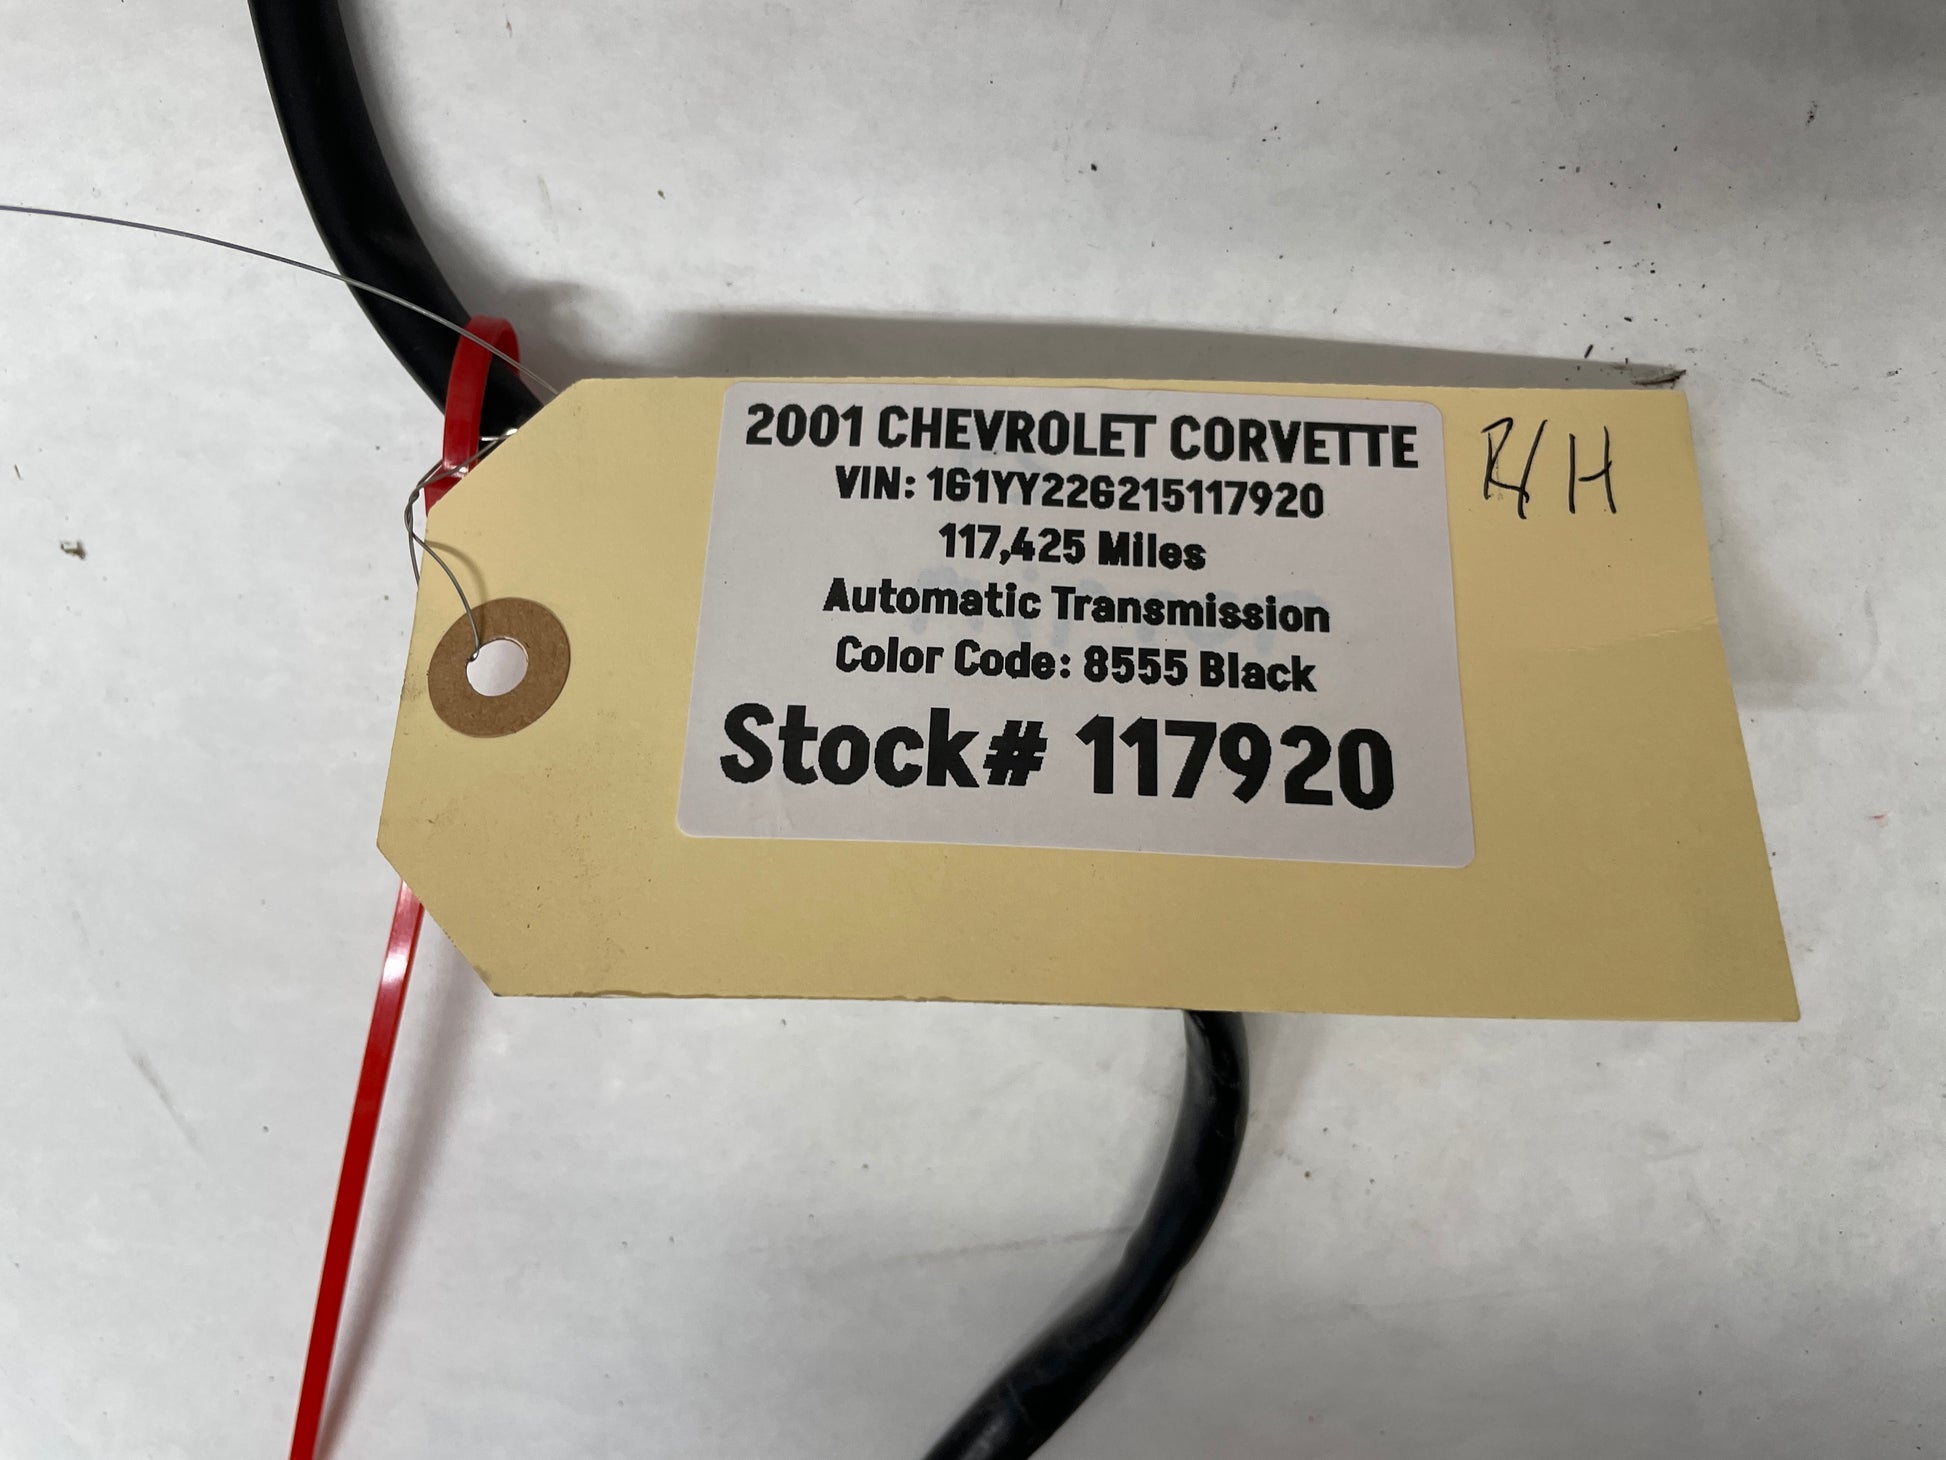 2001 CHEVROLET CORVETTE
VIN: 1G1YY22G215117920
117,425 Miles
Automatic Transmission
Color Code: 8555 Black
Stock# 117920
R/H